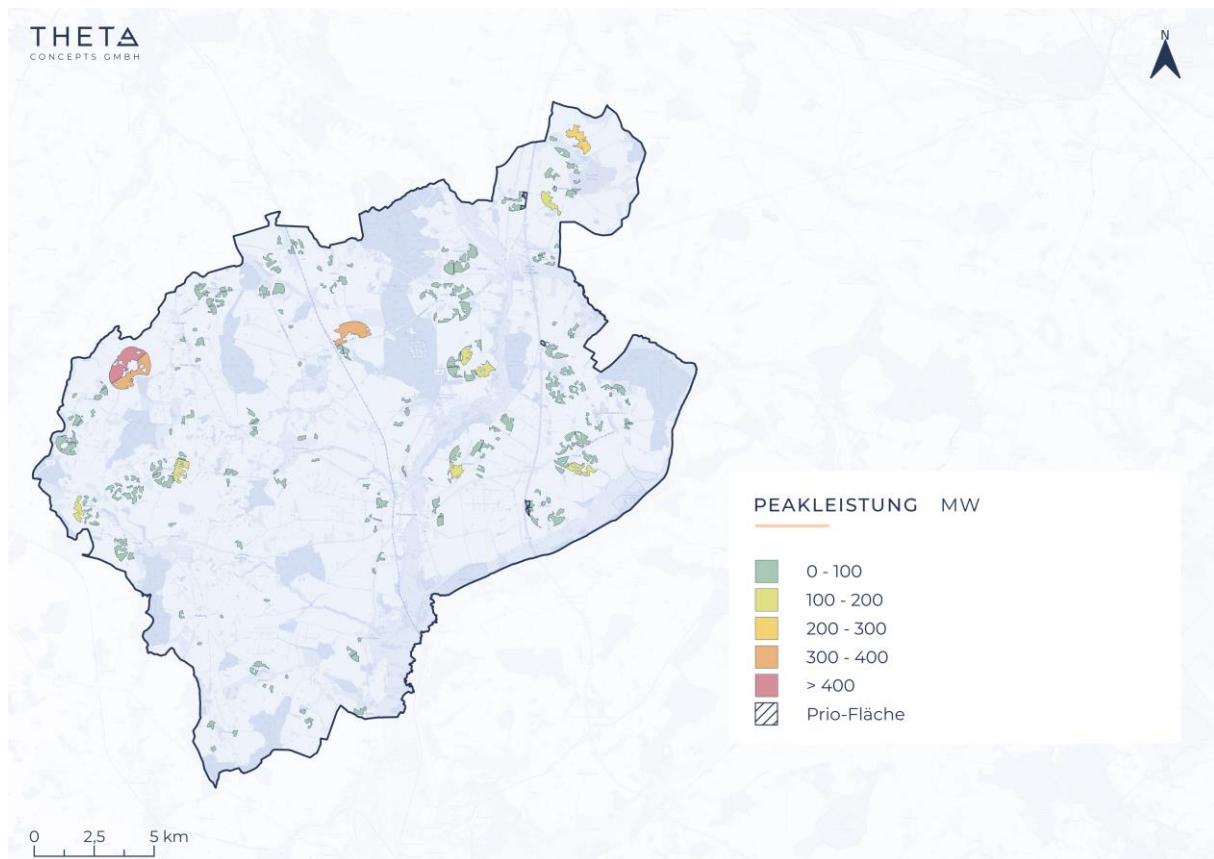 THETA
CONCEPTS GMBH
N
PEAKLEISTUNG MW
0 - 100
100 - 200
200 - 300
300 - 400
> 400
Prio-Fläche
0 2,5 5 km